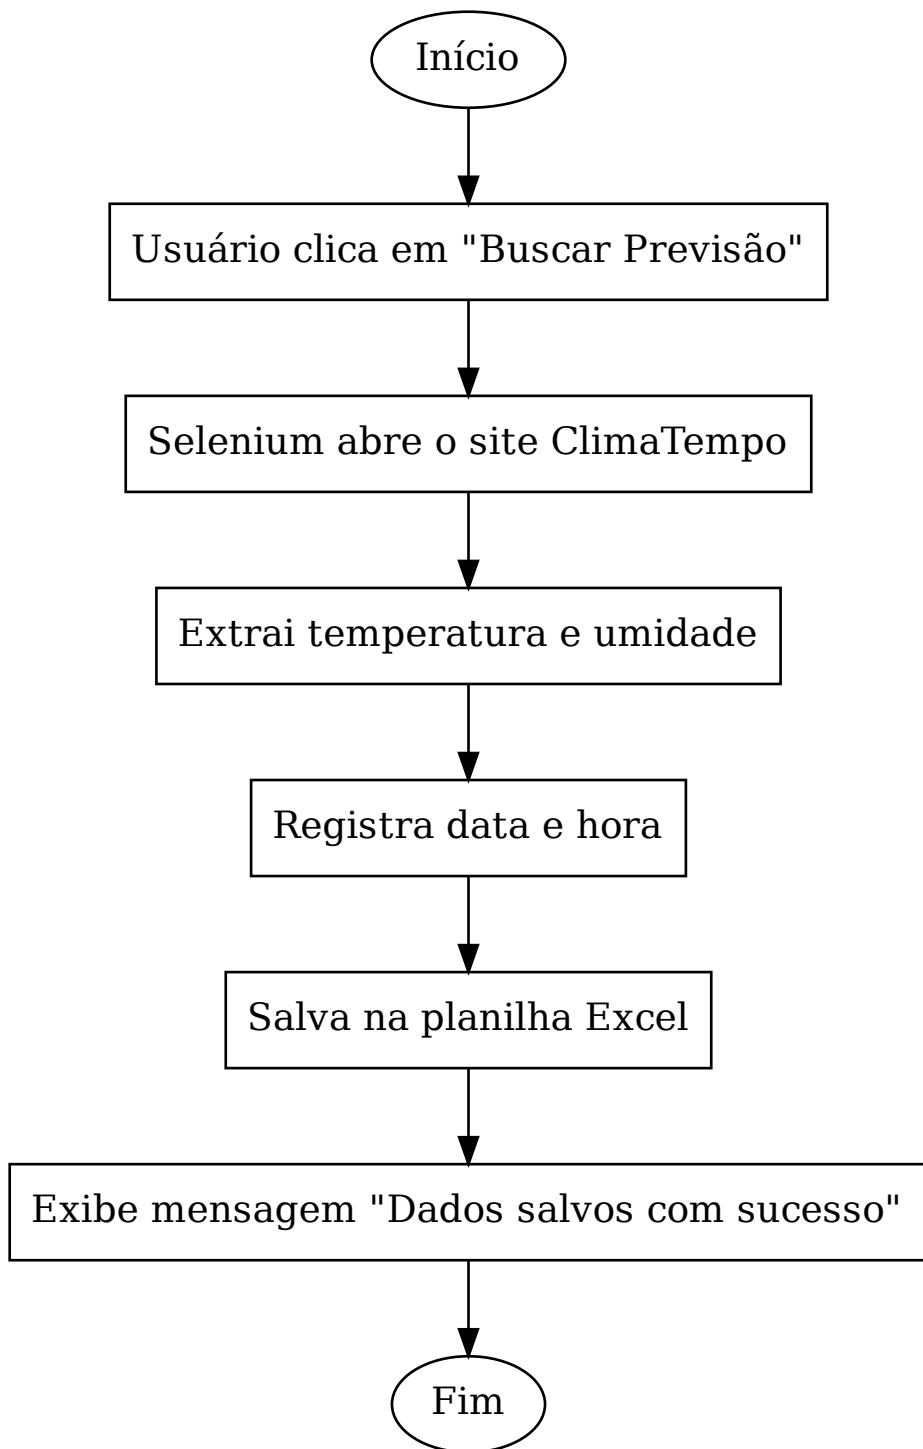 Início
Usuário clica em "Buscar Previsão"
Selenium abre o site ClimaTempo
Extrai temperatura e umidade
Registra data e hora
Salva na planilha Excel
Exibe mensagem "Dados salvos com sucesso"
Fim